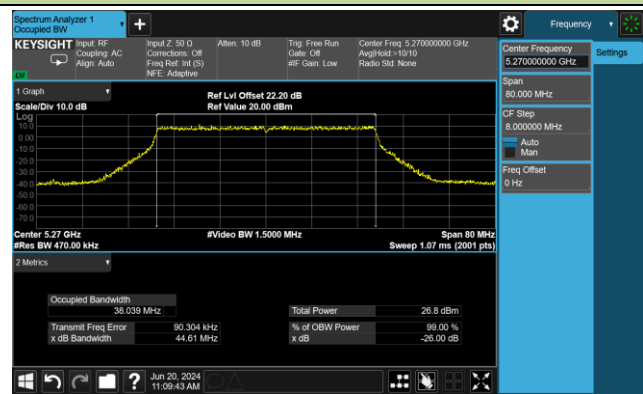 Spectrum Analyzer 1
Occupied BW
+
Frequency
KEYSIGHT
Input: RF
Coupling: AC
Align: Auto
Input Z: 50 Ω
Corrections: Off
Freq Ref: Int (S)
NFE: Adaptive
Atten: 10 dB
Trig: Free Run
Gate: Off
#IF Gain: Low
Center Freq: 5.270000000 GHz
Avg|Hold:>10/10
Radio Std: None
Center Frequency
5.270000000 GHz
Settings
Span
80.000 MHz
CF Step
8.000000 MHz
Auto
Man
Freq Offset
0 Hz
1 Graph
Scale/Div 10.0 dB
Ref Lvl Offset 22.20 dB
Ref Value 20.00 dBm
Log
10.0
0.00
-10.0
-20.0
-30.0
-40.0
-50.0
-60.0
-70.0
Center 5.27 GHz
#Video BW 1.5000 MHz
Span 80 MHz
#Res BW 470.00 kHz
Sweep 1.07 ms (2001 pts)
2 Metrics
Occupied Bandwidth
38.039 MHz
Total Power
26.8 dBm
Transmit Freq Error
90.304 kHz
% of OBW Power
99.00 %
x dB Bandwidth
44.61 MHz
x dB
-26.00 dB
?
Jun 20, 2024
11:09:43 AM